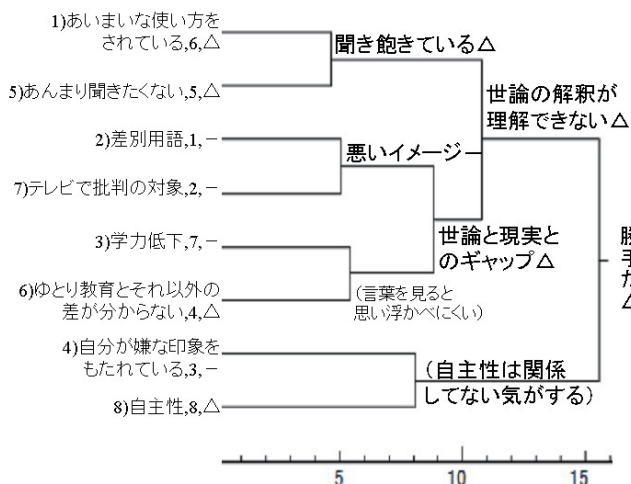 1)あいまいな使い方を
されている,6,△
5)あんまり聞きたくない,5,△
2)差別用語,1,－
7)テレビで批判の対象,2,－
3)学力低下,7,－
6)ゆとり教育とそれ以外の
差が分からない,4,△
4)自分が嫌な印象を
もたれている,3,－
8)自主性,8,△
聞き飽きている△
悪いイメージ－
(言葉を見ると
思い浮かべにくい)
世論の解釈が
理解できない△
世論と現実と
のギャップ△
(自主性は関係
してない気がする)
勝
手
だ
△
5
10
15